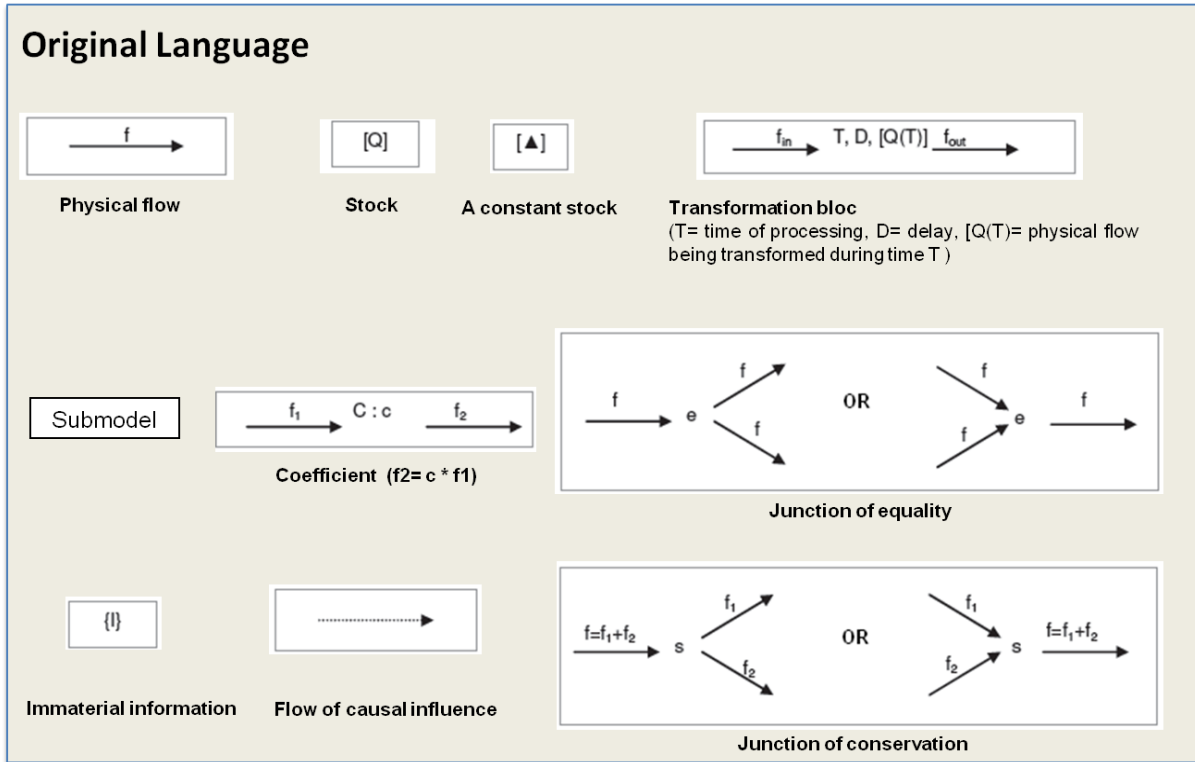 Original Language
f
Physical flow
[Q]
Stock
[▲]
A constant stock
f_in T, D, [Q(T)] f_out
Transformation bloc
(T= time of processing, D= delay, [Q(T)= physical flow
being transformed during time T )
Submodel
f₁ C : c f₂
Coefficient (f2= c * f1)
f e f f
OR
f f e f
Junction of equality
{I}
Immaterial information
Flow of causal influence
f=f₁+f₂ s f₁ f₂
OR
f₁ f₂ s f=f₁+f₂
Junction of conservation